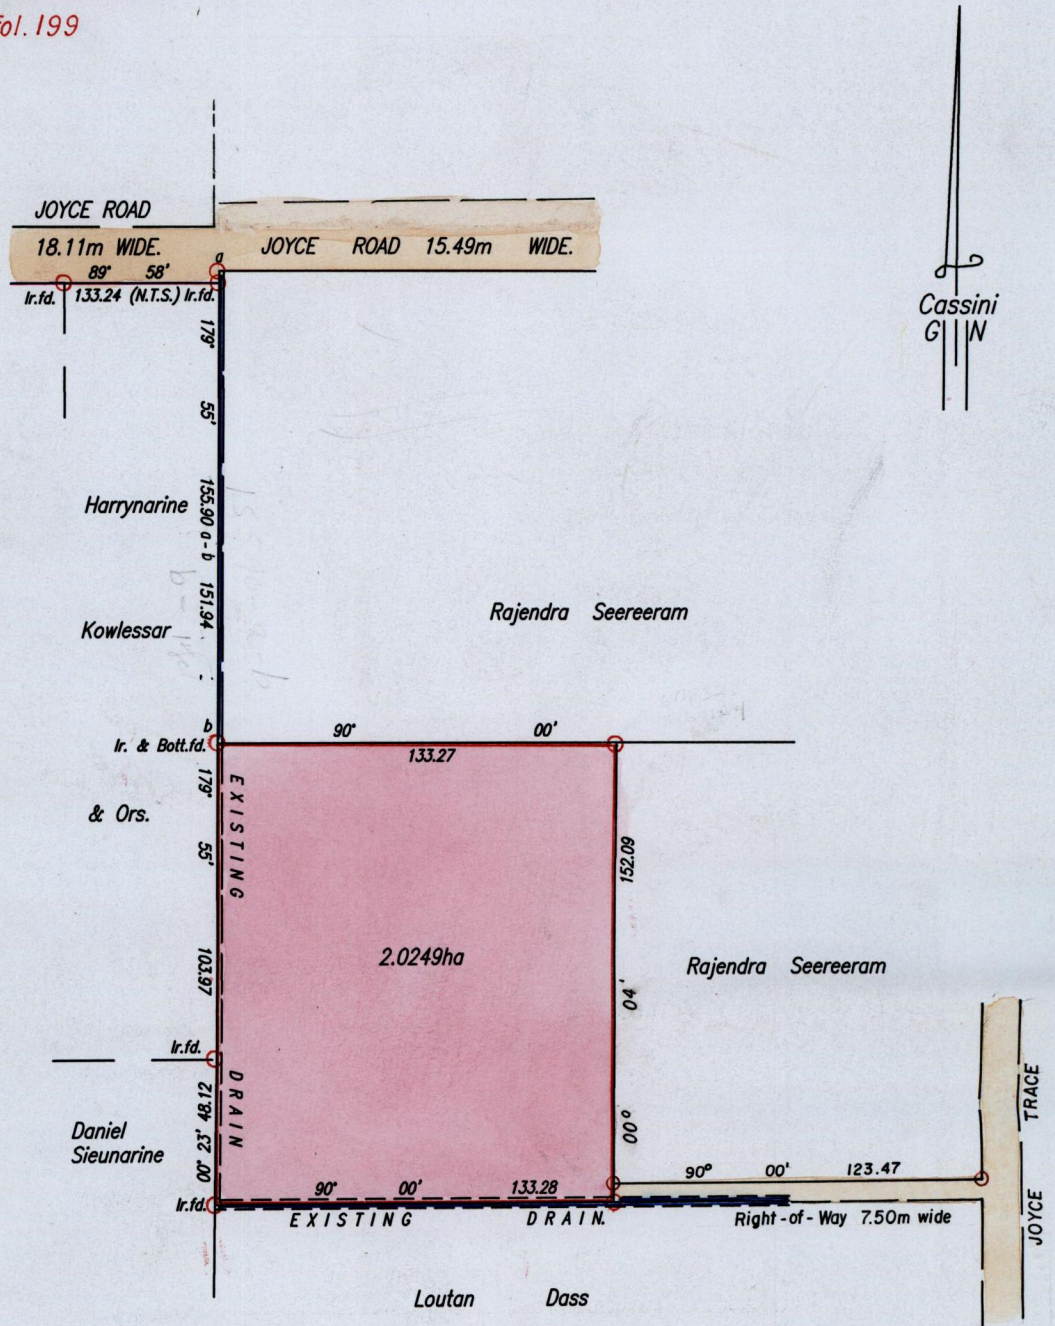 fol. 199
JOYCE ROAD
18.11m WIDE.
JOYCE ROAD 15.49m WIDE.
a
89° 58'
Ir.fd. 133.24 (N.T.S.) Ir.fd.
Cassini
G N
179° 55' 155.90 a-b 151.94
Harrynarine
Kowlessar
& Ors.
Rajendra Seereeram
b
Ir. & Bott.fd.
90° 00'
133.27
179° 55' 103.97
EXISTING DRAIN
152.09
00° 04'
2.0249ha
Rajendra Seereeram
Ir.fd.
00° 23' 48.12
Daniel
Sieunarine
Ir.fd.
90° 00' 133.28
EXISTING DRAIN.
90° 00' 123.47
Right-of-Way 7.50m wide
JOYCE TRACE
Loutan Dass